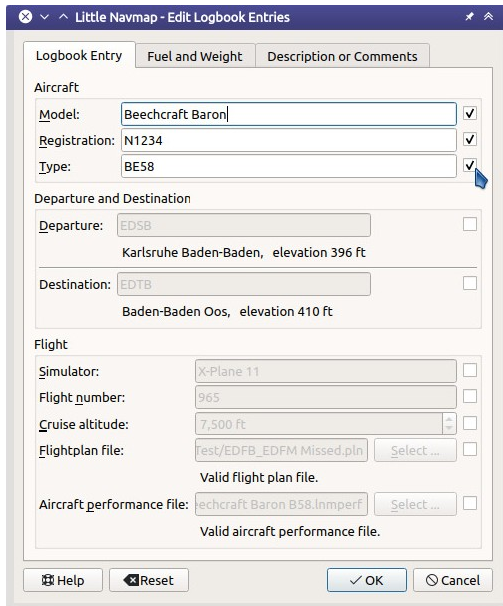 Little Navmap - Edit Logbook Entries
Logbook Entry Fuel and Weight Description or Comments
Aircraft
Model: Beechcraft Baron
Registration: N1234
Type: BE58
Departure and Destination
Departure: EDSB
Karlsruhe Baden-Baden, elevation 396 ft
Destination: EDTB
Baden-Baden Oos, elevation 410 ft
Flight
Simulator: X-Plane 11
Flight number: 965
Cruise altitude: 7,500 ft
Flightplan file: Test/EDFB_EDFM Missed.pln Select ...
Valid flight plan file.
Aircraft performance file: eechcraft Baron B58.lnmperf Select ...
Valid aircraft performance file.
Help Reset OK Cancel